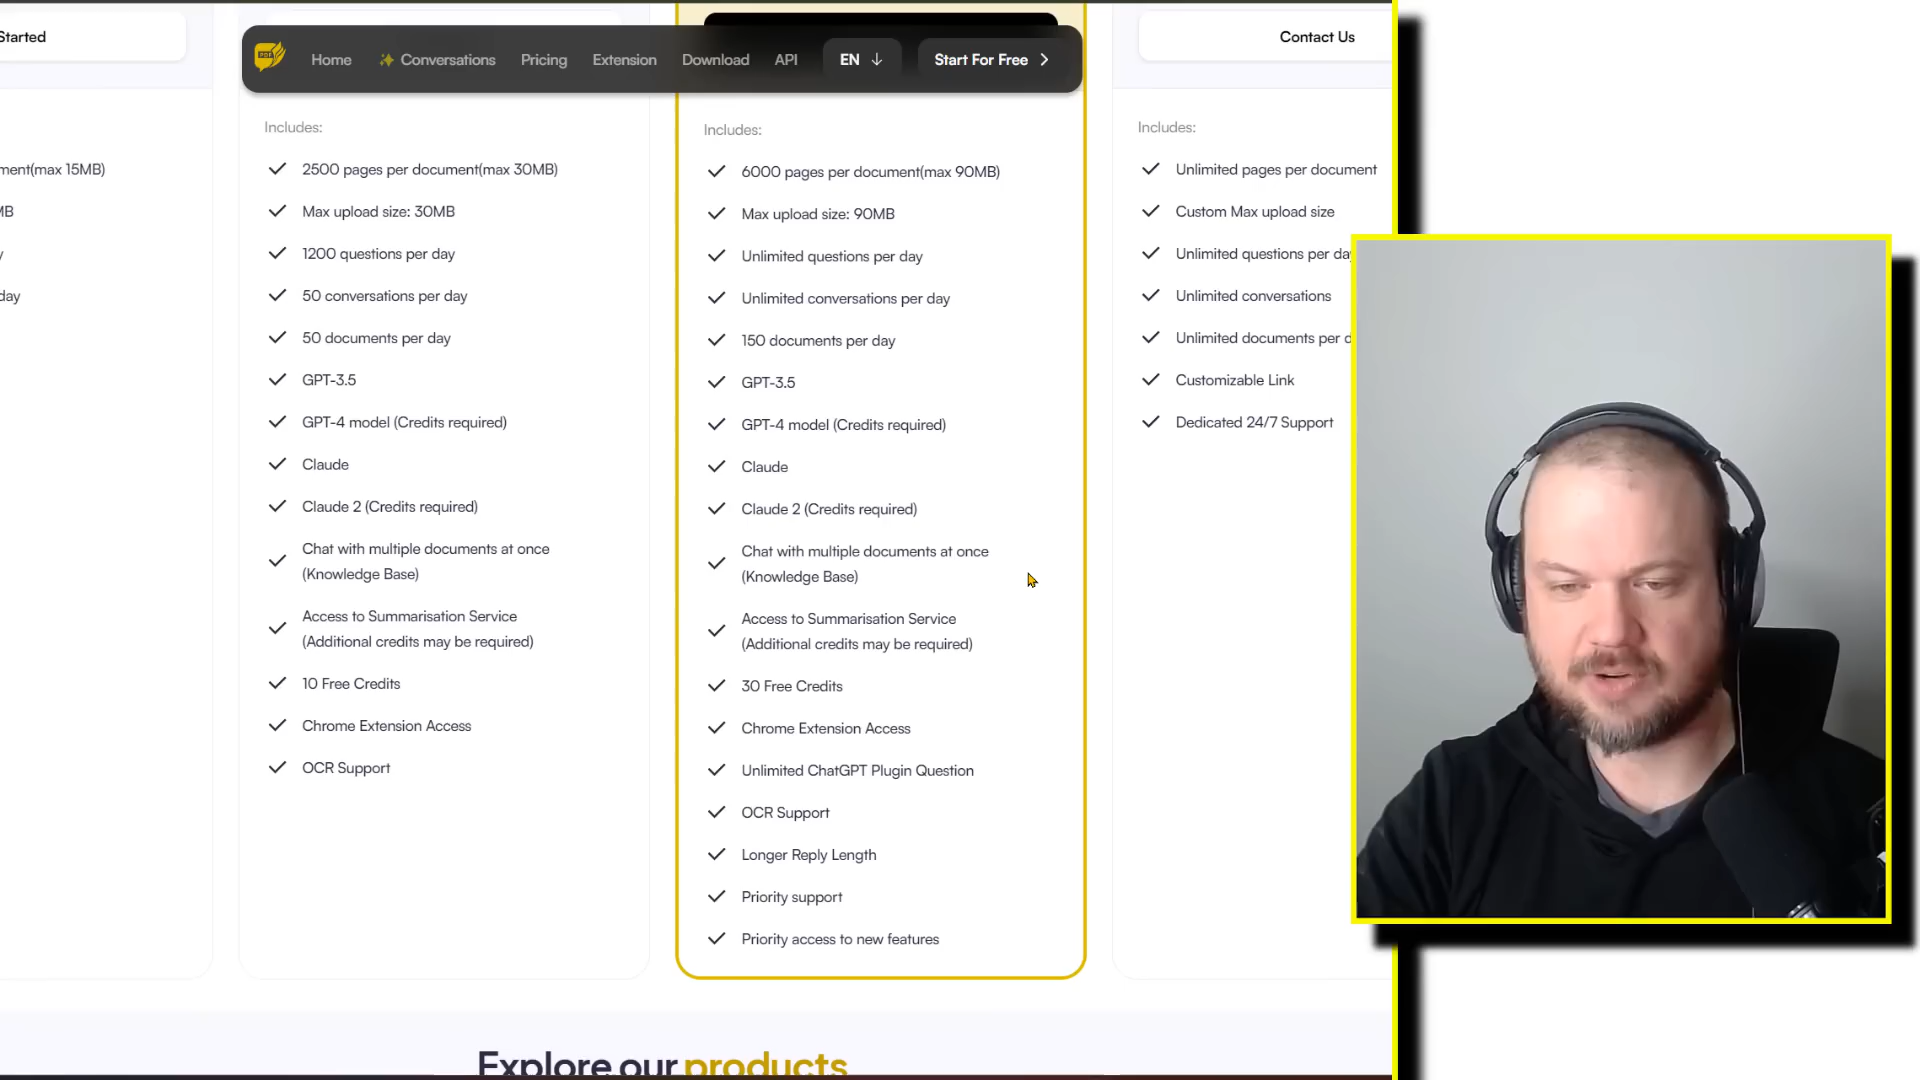 Started
Contact Us
Home
Conversations
Pricing
Extension
Download
API
EN
Start For Free
ment(max 15MB)
MB
day
Includes:
2500 pages per document(max 30MB)
Max upload size: 30MB
1200 questions per day
50 conversations per day
50 documents per day
GPT-3.5
GPT-4 model (Credits required)
Claude
Claude 2 (Credits required)
Chat with multiple documents at once
(Knowledge Base)
Access to Summarisation Service
(Additional credits may be required)
10 Free Credits
Chrome Extension Access
OCR Support
Includes:
6000 pages per document(max 90MB)
Max upload size: 90MB
Unlimited questions per day
Unlimited conversations per day
150 documents per day
GPT-3.5
GPT-4 model (Credits required)
Claude
Claude 2 (Credits required)
Chat with multiple documents at once
(Knowledge Base)
Access to Summarisation Service
(Additional credits may be required)
30 Free Credits
Chrome Extension Access
Unlimited ChatGPT Plugin Question
OCR Support
Longer Reply Length
Priority support
Priority access to new features
Includes:
Unlimited pages per document
Custom Max upload size
Unlimited questions per day
Unlimited conversations
Unlimited documents per d
Customizable Link
Dedicated 24/7 Support
Explore our products